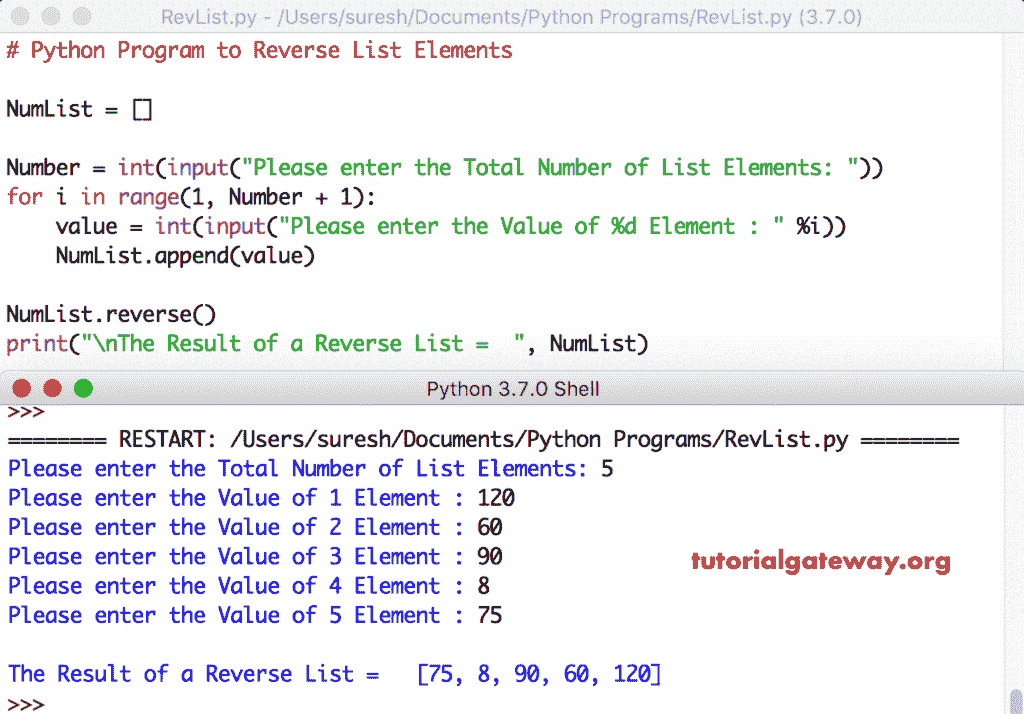 RevList.py - /Users/suresh/Documents/Python Programs/RevList.py (3.7.0)
# Python Program to Reverse List Elements
NumList = []
Number = int(input("Please enter the Total Number of List Elements: "))
for i in range(1, Number + 1):
    value = int(input("Please enter the Value of %d Element : " %i))
    NumList.append(value)
NumList.reverse()
print("\nThe Result of a Reverse List =  ", NumList)
Python 3.7.0 Shell
>>>
======== RESTART: /Users/suresh/Documents/Python Programs/RevList.py ========
Please enter the Total Number of List Elements: 5
Please enter the Value of 1 Element : 120
Please enter the Value of 2 Element : 60
Please enter the Value of 3 Element : 90
tutorialgateway.org
Please enter the Value of 4 Element : 8
Please enter the Value of 5 Element : 75
The Result of a Reverse List =   [75, 8, 90, 60, 120]
>>>